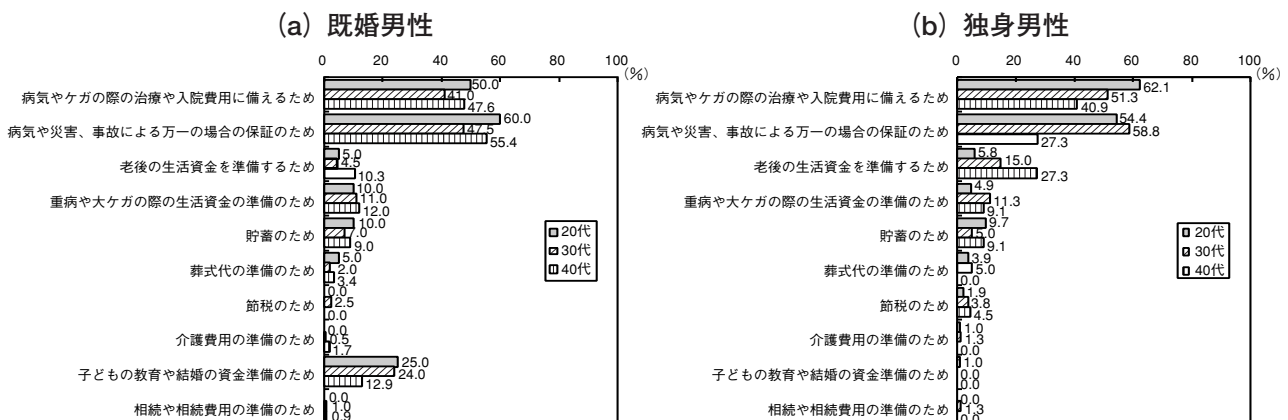 (a) 既婚男性
0 20 40 60 80 100
(%)
病気やケガの際の治療や入院費用に備えるため
50.0
41.0
47.6
病気や災害、事故による万一の場合の保証のため
60.0
47.5
55.4
老後の生活資金を準備するため
5.0
4.5
10.3
重病や大ケガの際の生活資金の準備のため
10.0
11.0
12.0
貯蓄のため
10.0
7.0
9.0
葬式代の準備のため
5.0
2.0
3.4
節税のため
0.0
2.5
0.0
介護費用の準備のため
0.0
0.5
1.7
子どもの教育や結婚の資金準備のため
25.0
24.0
12.9
相続や相続費用の準備のため
0.0
1.0
0.9
20代
30代
40代
(b) 独身男性
0 20 40 60 80 100
(%)
病気やケガの際の治療や入院費用に備えるため
62.1
51.3
40.9
病気や災害、事故による万一の場合の保証のため
54.4
58.8
27.3
老後の生活資金を準備するため
5.8
15.0
27.3
重病や大ケガの際の生活資金の準備のため
4.9
11.3
9.1
貯蓄のため
9.7
5.0
9.1
葬式代の準備のため
3.9
5.0
0.0
節税のため
1.9
3.8
4.5
介護費用の準備のため
1.0
1.3
0.0
子どもの教育や結婚の資金準備のため
1.0
0.0
0.0
相続や相続費用の準備のため
0.0
1.3
0.0
20代
30代
40代